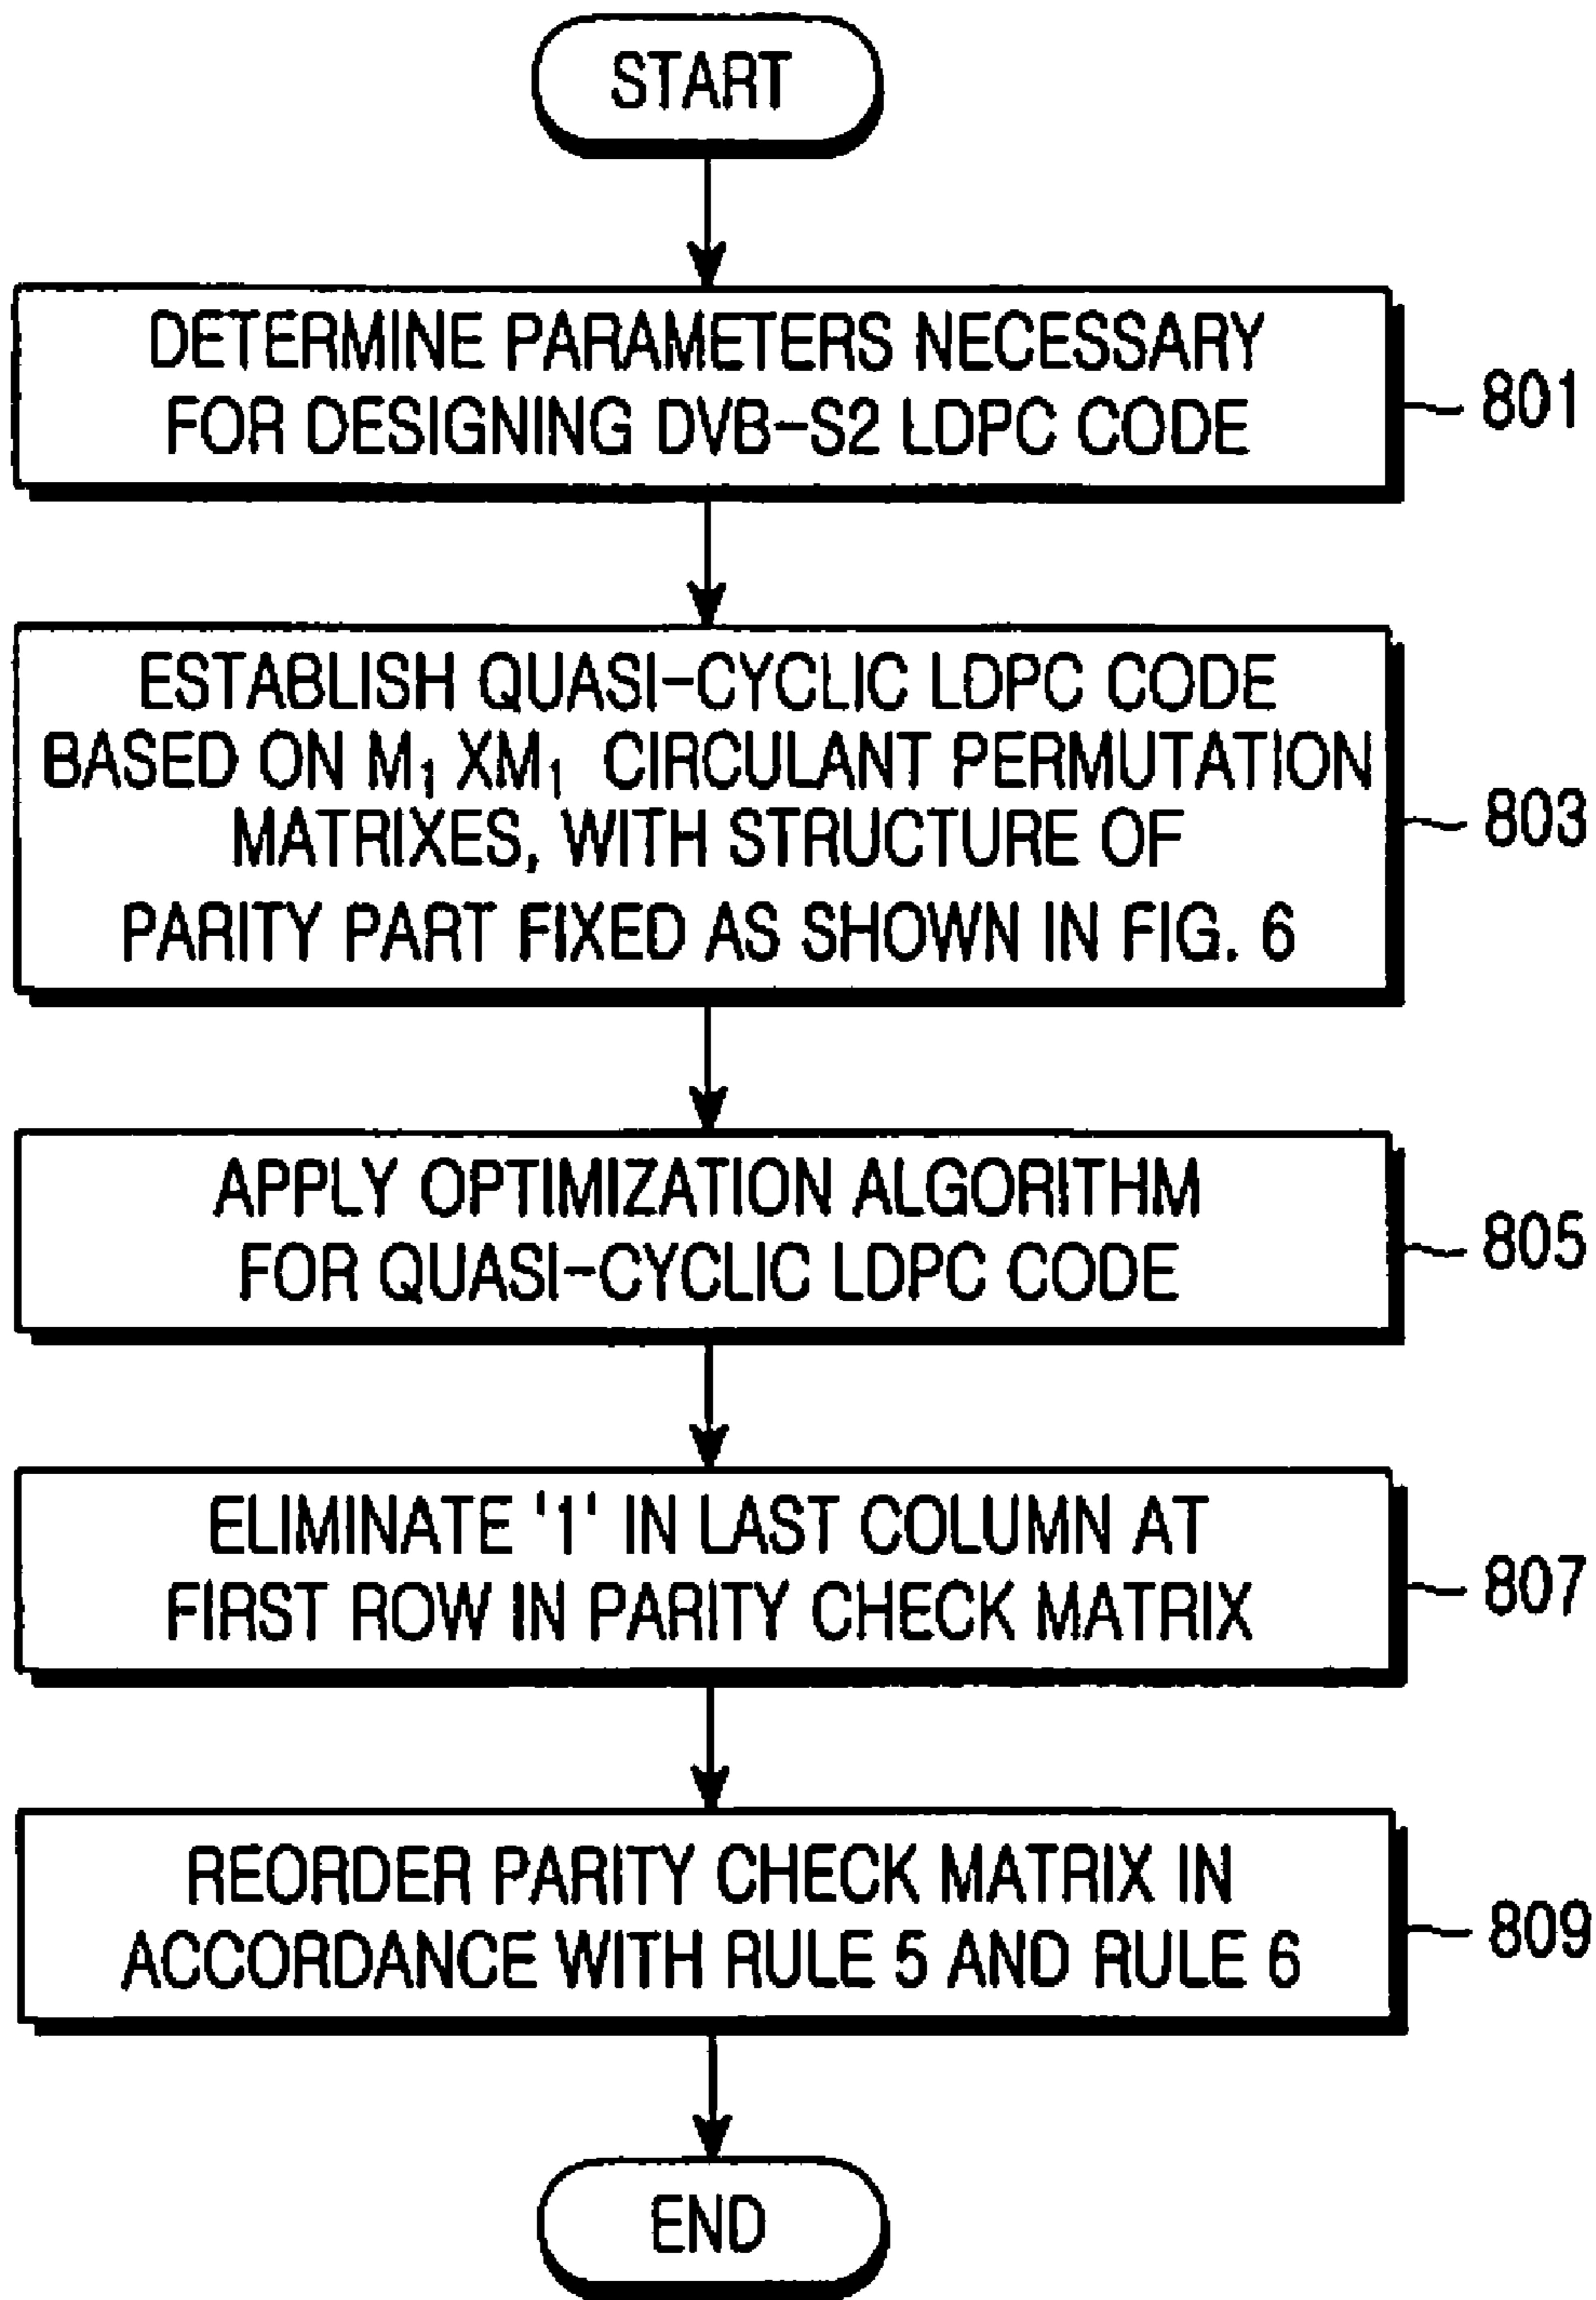 START
DETERMINE PARAMETERS NECESSARY
FOR DESIGNING DVB-S2 LDPC CODE
801
ESTABLISH QUASI-CYCLIC LDPC CODE
BASED ON M₁ XM₁ CIRCULANT PERMUTATION
MATRIXES, WITH STRUCTURE OF
PARITY PART FIXED AS SHOWN IN FIG. 6
803
APPLY OPTIMIZATION ALGORITHM
FOR QUASI-CYCLIC LDPC CODE
805
ELIMINATE '1' IN LAST COLUMN AT
FIRST ROW IN PARITY CHECK MATRIX
807
REORDER PARITY CHECK MATRIX IN
ACCORDANCE WITH RULE 5 AND RULE 6
809
END